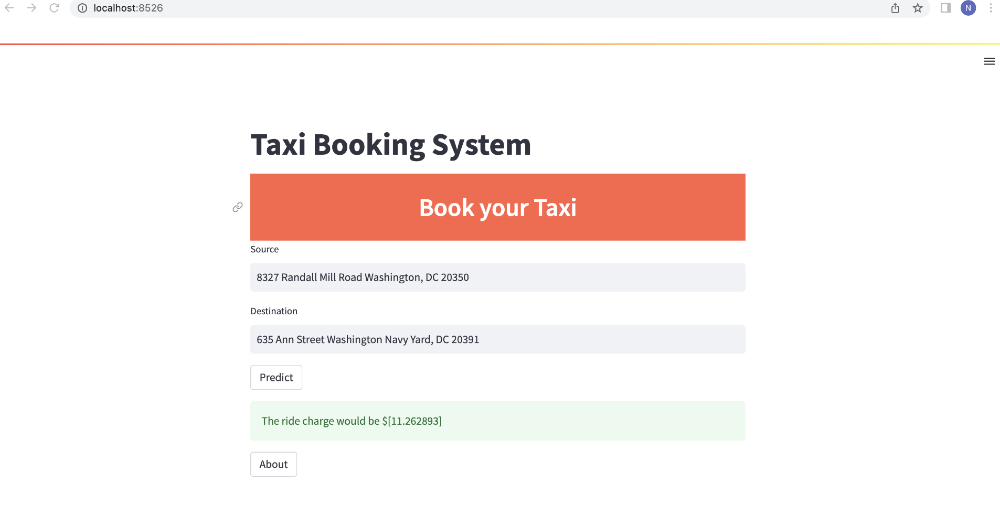 localhost:8526
N
Taxi Booking System
Book your Taxi
Source
8327 Randall Mill Road Washington, DC 20350
Destination
635 Ann Street Washington Navy Yard, DC 20391
Predict
The ride charge would be $[11.262893]
About